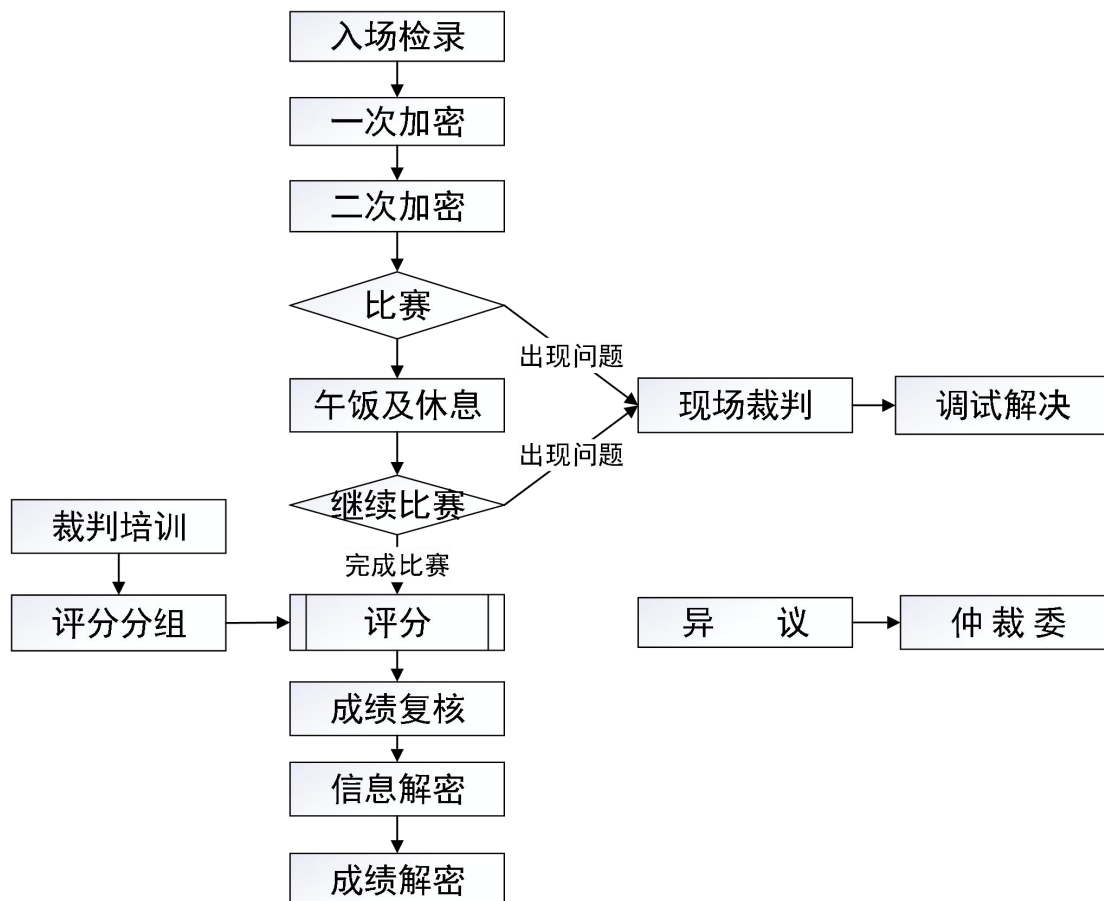 入场检录
一次加密
二次加密
比赛
出现问题
午饭及休息
现场裁判
调试解决
出现问题
继续比赛
裁判培训
完成比赛
评分分组
评分
异 议
仲 裁 委
成绩复核
信息解密
成绩解密